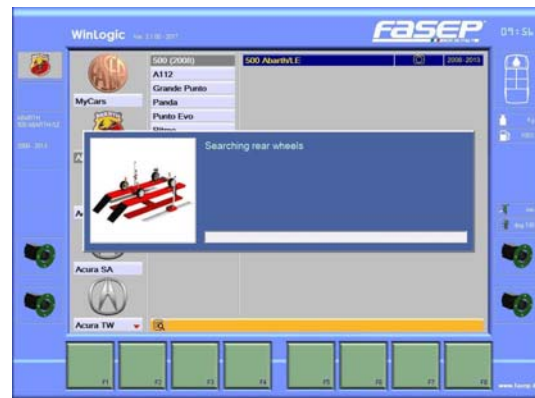 WinLogic
FASEP
09:56
500 (2008)
500 Abarth/LE
2008-2013
A112
Grande Punto
MyCars
Panda
Punto Evo
Searching rear wheels
Acura SA
Acura TW
F1
F2
F3
F4
F5
F6
F7
F8